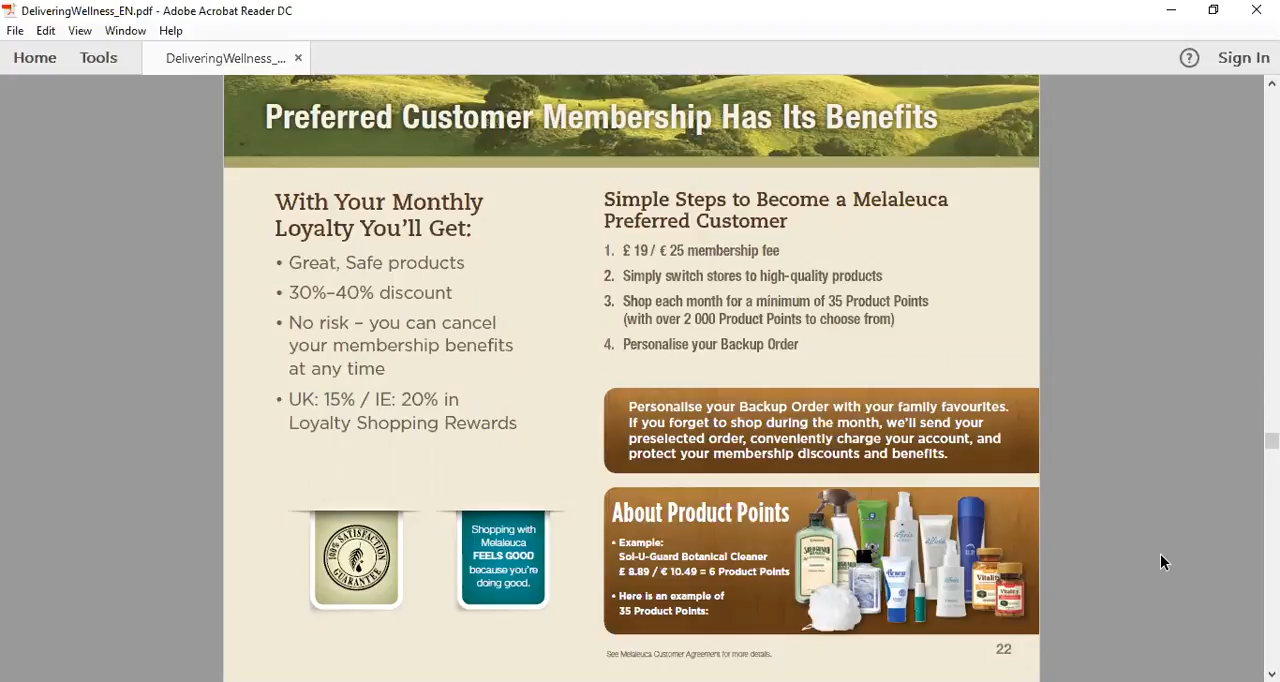 DeliveringWellness_EN.pdf - Adobe Acrobat Reader DC
File Edit View Window Help
Home Tools DeliveringWellness_... × ? Sign In
Preferred Customer Membership Has Its Benefits
With Your Monthly
Loyalty You'll Get:
• Great, Safe products
• 30%–40% discount
• No risk – you can cancel
your membership benefits
at any time
• UK: 15% / IE: 20% in
Loyalty Shopping Rewards
100% SATISFACTION
GUARANTEE
Shopping with
Melaleuca
FEELS GOOD
because you're
doing good.
Simple Steps to Become a Melaleuca
Preferred Customer
1. £ 19 / € 25 membership fee
2. Simply switch stores to high-quality products
3. Shop each month for a minimum of 35 Product Points
(with over 2 000 Product Points to choose from)
4. Personalise your Backup Order
Personalise your Backup Order with your family favourites.
If you forget to shop during the month, we'll send your
preselected order, conveniently charge your account, and
protect your membership discounts and benefits.
About Product Points
• Example:
Sol-U-Guard Botanical Cleaner
£ 8.89 / € 10.49 = 6 Product Points
• Here is an example of
35 Product Points:
SOL-U-GUARD
Vitality
Vitality
See Melaleuca Customer Agreement for more details.
22